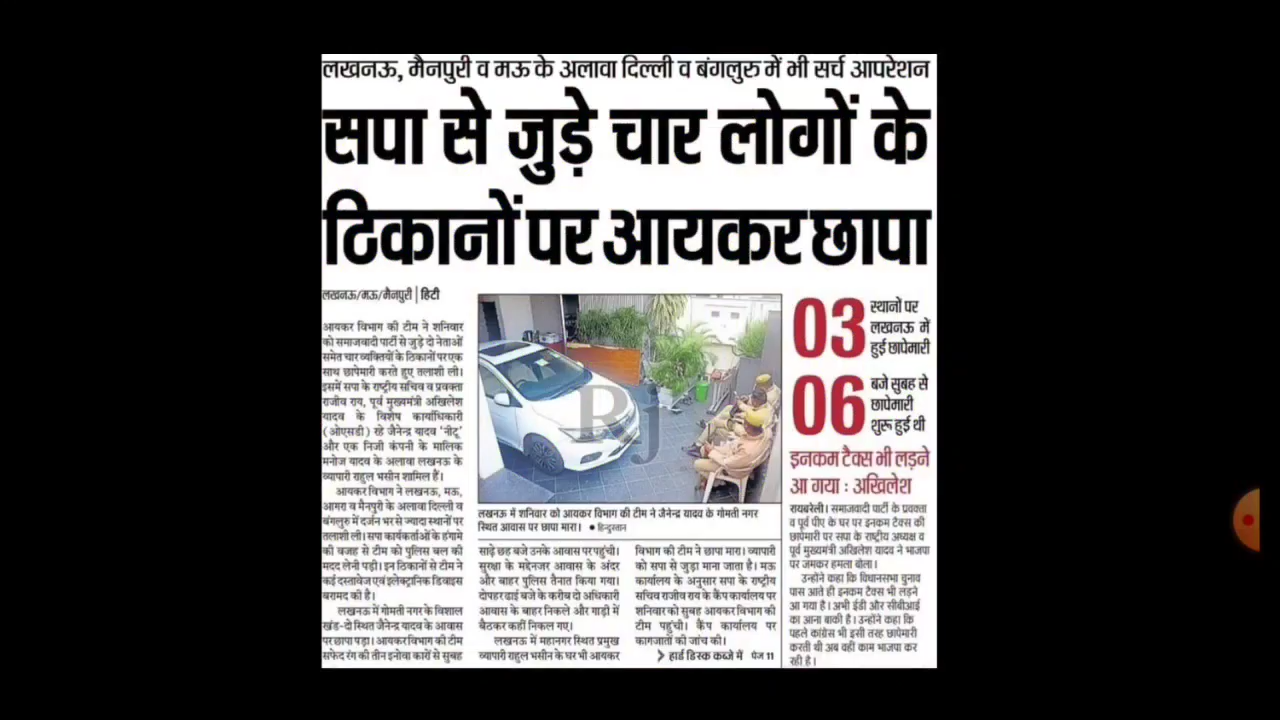 लखनऊ, मैनपुरी व मऊ के अलावा दिल्ली व बंगलुरु में भी सर्च आपरेशन
सपा से जुड़े चार लोगों के
ठिकानों पर आयकर छापा
लखनऊ/मऊ/मैनपुरी | हिटी
आयकर विभाग की टीम ने शनिवार
को समाजवादी पार्टी से जुड़े दो नेताओं
समेत चार व्यक्तियों के ठिकानों पर एक
साथ छापेमारी करते हुए तलाशी ली।
इसमें सपा के राष्ट्रीय सचिव व प्रवक्ता
राजीव राय, पूर्व मुख्यमंत्री अखिलेश
यादव के विशेष कार्याधिकारी
(ओएसडी) रहे जैनेन्द्र यादव ‘नीटू’
और एक निजी कंपनी के मालिक
मनोज यादव के अलावा लखनऊ के
व्यापारी राहुल भसीन शामिल हैं।
आयकर विभाग ने लखनऊ, मऊ,
आगरा व मैनपुरी के अलावा दिल्ली व
बंगलुरु में दर्जन भर से ज्यादा स्थानों पर
तलाशी ली। सपा कार्यकर्ताओं के हंगामे
की वजह से टीम को पुलिस बल की
मदद लेनी पड़ी। इन ठिकानों से टीम ने
कई दस्तावेज एवं इलेक्ट्रानिक डिवाइस
बरामद की है।
लखनऊ में गोमती नगर के विशाल
खंड-दो स्थित जैनेन्द्र यादव के आवास
पर छापा पड़ा। आयकर विभाग की टीम
सफेद रंग की तीन इनोवा कारों से सुबह
Rj
लखनऊ में शनिवार को आयकर विभाग की टीम ने जैनेन्द्र यादव के गोमती नगर
स्थित आवास पर छापा मारा। ● हिन्दुस्तान
साढ़े छह बजे उनके आवास पर पहुंची।
सुरक्षा के मद्देनजर आवास के अंदर
और बाहर पुलिस तैनात किया गया।
दोपहर ढाई बजे के करीब दो अधिकारी
आवास के बाहर निकले और गाड़ी में
बैठकर कहीं निकल गए।
लखनऊ में महानगर स्थित प्रमुख
व्यापारी राहुल भसीन के घर भी आयकर
विभाग की टीम ने छापा मारा। व्यापारी
को सपा से जुड़ा माना जाता है। मऊ
कार्यालय के अनुसार सपा के राष्ट्रीय
सचिव राजीव राय के कैंप कार्यालय पर
शनिवार को सुबह आयकर विभाग की
टीम पहुंची। कैंप कार्यालय पर
कागजातों की जांच की।
❯ हार्ड डिस्क कब्जे में पेज 11
03 स्थानों पर
लखनऊ में
हुई छापेमारी
06 बजे सुबह से
छापेमारी
शुरू हुई थी
इनकम टैक्स भी लड़ने
आ गया : अखिलेश
रायबरेली। समाजवादी पार्टी के प्रवक्ता
व पूर्व पीए के घर पर इनकम टैक्स की
छापेमारी पर सपा के राष्ट्रीय अध्यक्ष व
पूर्व मुख्यमंत्री अखिलेश यादव ने भाजपा
पर जमकर हमला बोला।
उन्होंने कहा कि विधानसभा चुनाव
पास आते ही इनकम टैक्स भी लड़ने
आ गया है। अभी ईडी और सीबीआई
का आना बाकी है। उन्होंने कहा कि
पहले कांग्रेस भी इसी तरह छापेमारी
करती थी अब वहीं काम भाजपा कर
रही है।